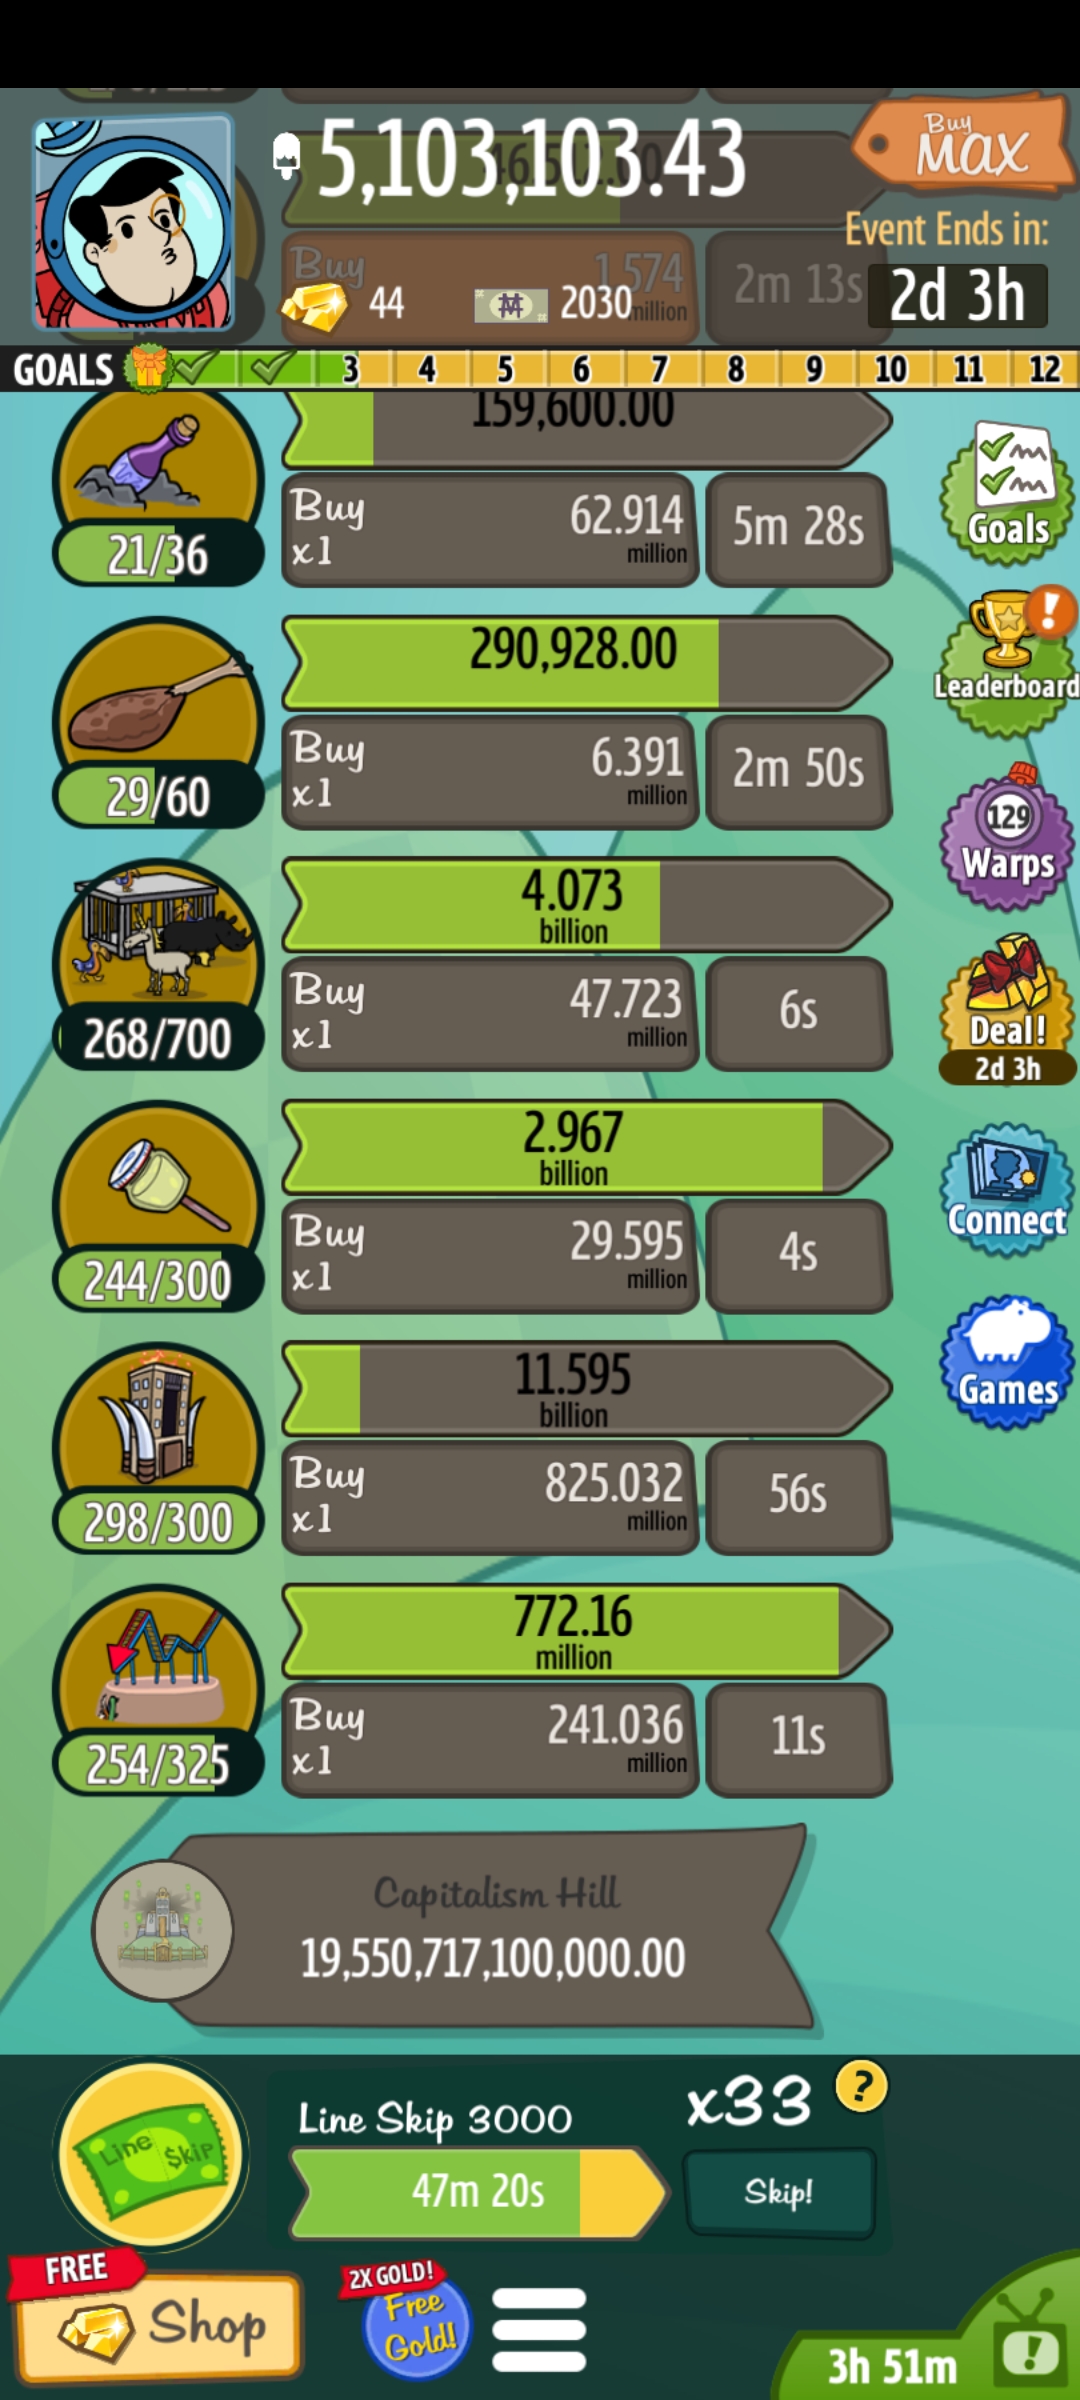 5,103,103.43
Buy
MAX
Event Ends in:
Buy
1.574
million
2m 13s
44
2030
2d 3h
GOALS
3
4
5
6
7
8
9
10
11
12
159,600.00
21/36
Buy
x1
62.914
million
5m 28s
Goals
290,928.00
29/60
Buy
x1
6.391
million
2m 50s
!
Leaderboard
4.073
billion
268/700
Buy
x1
47.723
million
6s
129
Warps
Deal!
2d 3h
2.967
billion
244/300
Buy
x1
29.595
million
4s
Connect
11.595
billion
298/300
Buy
x1
825.032
million
56s
Games
772.16
million
254/325
Buy
x1
241.036
million
11s
Capitalism Hill
19,550,717,100,000.00
Line $kip
Line Skip 3000
47m 20s
x33
?
Skip!
FREE
Shop
2X GOLD!
Free
Gold!
3h 51m
!